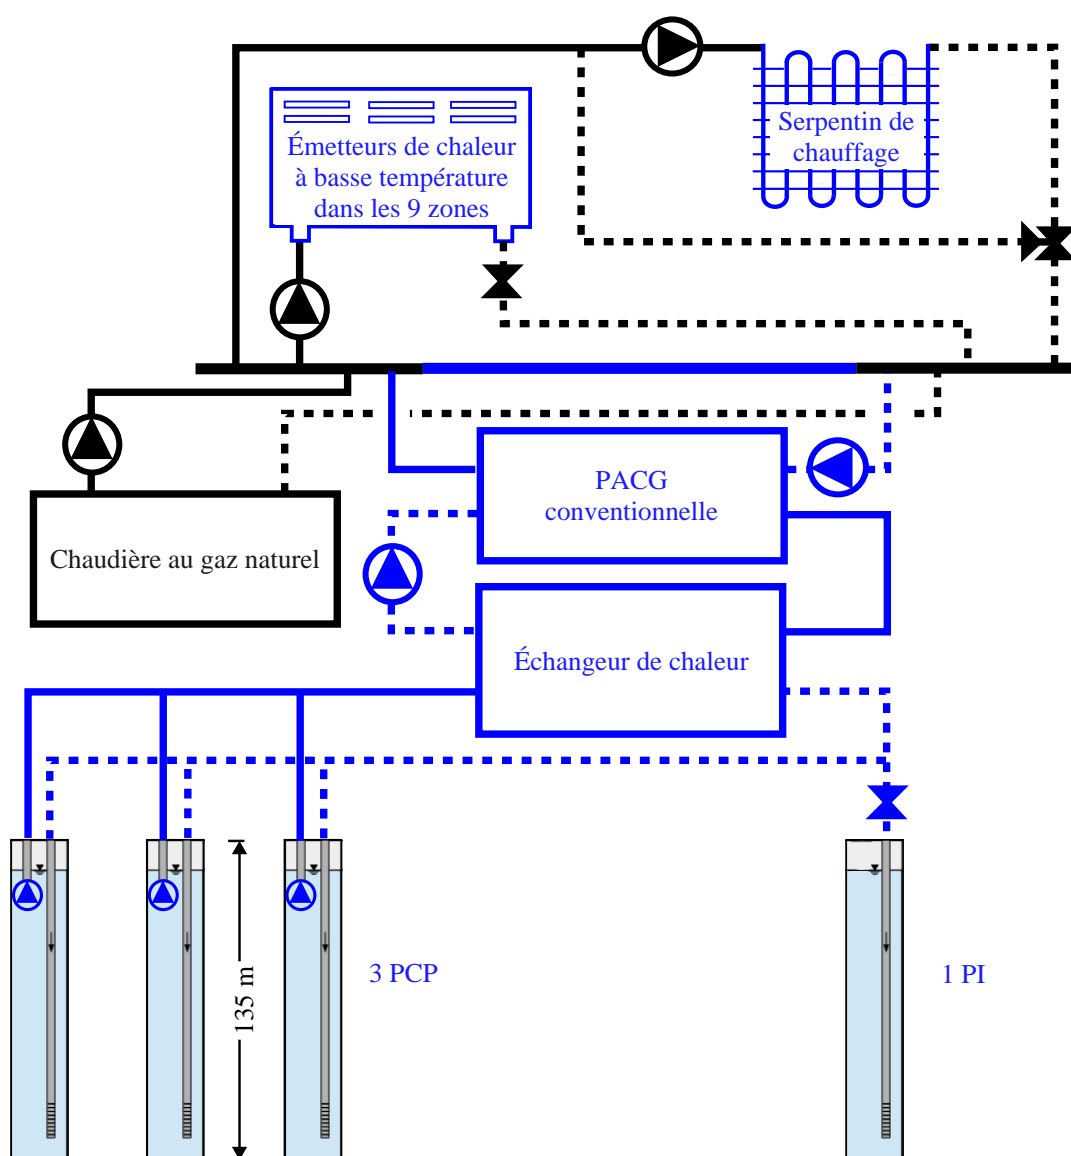 Serpentin de
chauffage
Émetteurs de chaleur
à basse température
dans les 9 zones
PACG
conventionnelle
Chaudière au gaz naturel
Échangeur de chaleur
135 m
3 PCP
1 PI